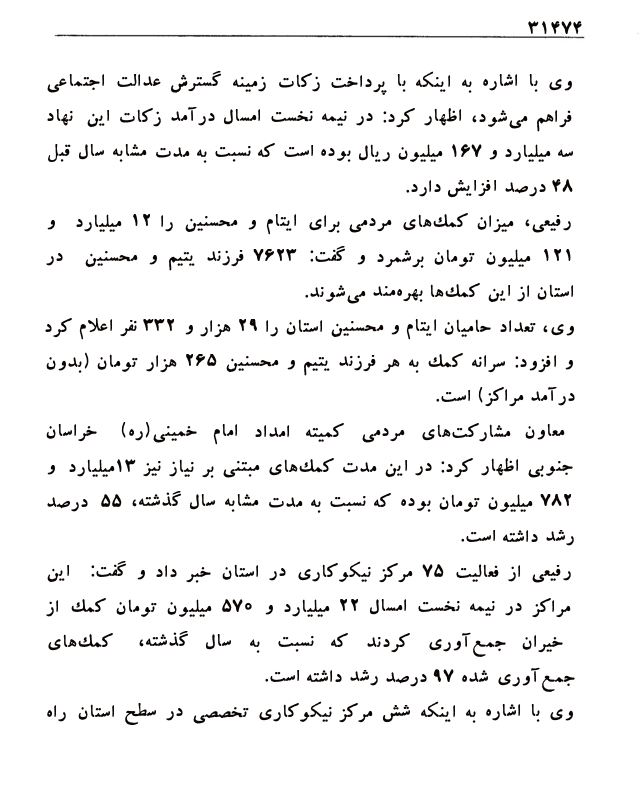 ۳۱۴۷۴
وی با اشاره به اینکه با پرداخت زکات زمینه گسترش عدالت اجتماعی
فراهم می‌شود، اظهار کرد: در نیمه نخست امسال درآمد زکات این نهاد
سه میلیارد و ۱۶۷ میلیون ریال بوده است که نسبت به مدت مشابه سال قبل
۴۸ درصد افزایش دارد.
رفیعی، میزان کمك‌های مردمی برای ایتام و محسنین را ۱۲ میلیارد و
۱۲۱ میلیون تومان برشمرد و گفت: ۷۶۲۳ فرزند یتیم و محسنین در
استان از این کمك‌ها بهره‌مند می‌شوند.
وی، تعداد حامیان ایتام و محسنین استان را ۲۹ هزار و ۳۳۲ نفر اعلام کرد
و افزود: سرانه کمك به هر فرزند یتیم و محسنین ۲۶۵ هزار تومان (بدون
درآمد مراکز) است.
معاون مشارکت‌های مردمی کمیته امداد امام خمینی(ره) خراسان
جنوبی اظهار کرد: در این مدت کمك‌های مبتنی بر نیاز نیز ۱۳میلیارد و
۷۸۲ میلیون تومان بوده که نسبت به مدت مشابه سال گذشته، ۵۵ درصد
رشد داشته است.
رفیعی از فعالیت ۷۵ مرکز نیکوکاری در استان خبر داد و گفت: این
مراکز در نیمه نخست امسال ۲۲ میلیارد و ۵۷۰ میلیون تومان کمك از
خیران جمع‌آوری کردند که نسبت به سال گذشته، کمك‌های
جمع‌آوری شده ۹۷ درصد رشد داشته است.
وی با اشاره به اینکه شش مرکز نیکوکاری تخصصی در سطح استان راه